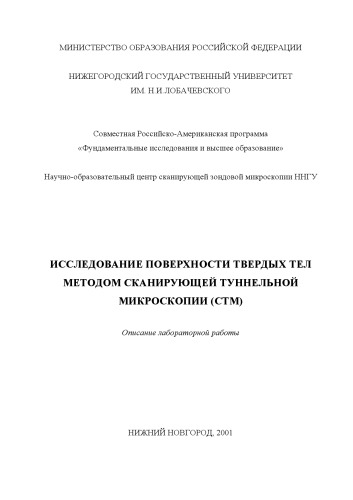 МИНИСТЕРСТВО ОБРАЗОВАНИЯ РОССИЙСКОЙ ФЕДЕРАЦИИ
НИЖЕГОРОДСКИЙ ГОСУДАРСТВЕННЫЙ УНИВЕРСИТЕТ
ИМ. Н.И.ЛОБАЧЕВСКОГО
Совместная Российско-Американская программа
«Фундаментальные исследования и высшее образование»
Научно-образовательный центр сканирующей зондовой микроскопии ННГУ
ИССЛЕДОВАНИЕ ПОВЕРХНОСТИ ТВЕРДЫХ ТЕЛ
МЕТОДОМ СКАНИРУЮЩЕЙ ТУННЕЛЬНОЙ
МИКРОСКОПИИ (СТМ)
Описание лабораторной работы
НИЖНИЙ НОВГОРОД, 2001